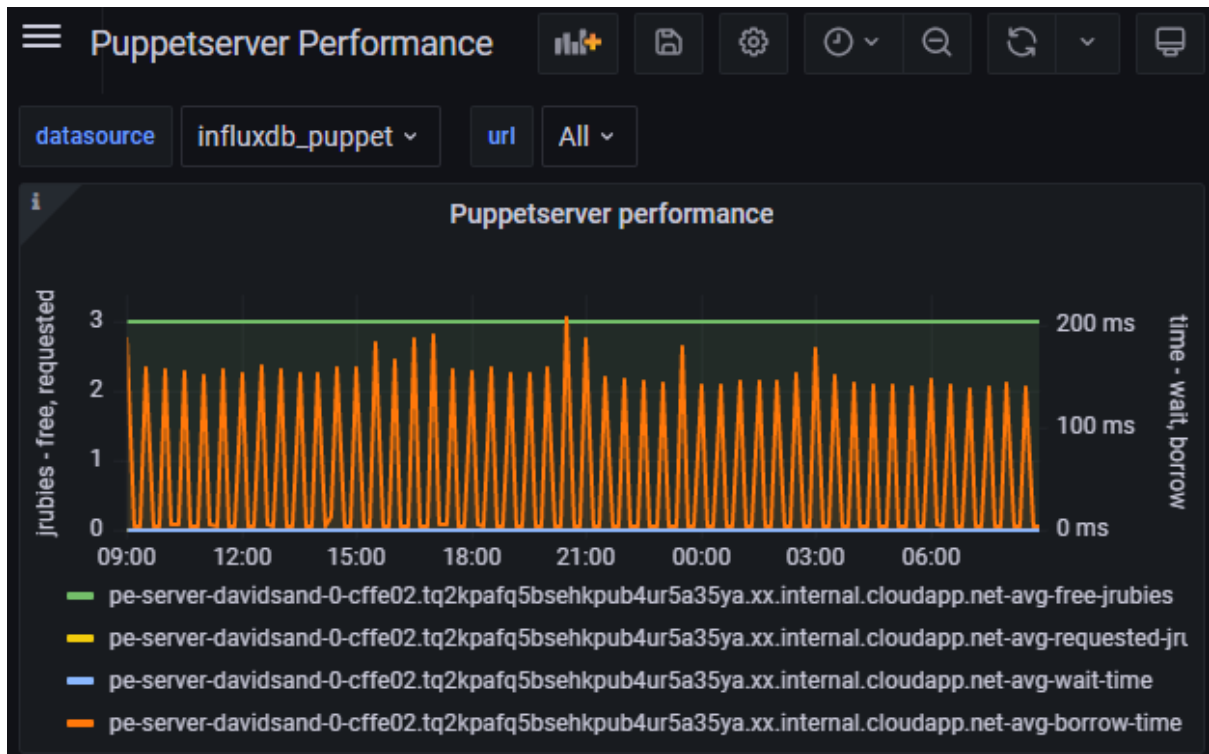 Puppetserver Performance
datasource influxdb_puppet url All
i
Puppetserver performance
jrubies - free, requested
3
2
1
0
200 ms
100 ms
0 ms
time - wait, borrow
09:00 12:00 15:00 18:00 21:00 00:00 03:00 06:00
pe-server-davidsand-0-cffe02.tq2kpafq5bsehkpub4ur5a35ya.xx.internal.cloudapp.net-avg-free-jrubies
pe-server-davidsand-0-cffe02.tq2kpafq5bsehkpub4ur5a35ya.xx.internal.cloudapp.net-avg-requested-jru
pe-server-davidsand-0-cffe02.tq2kpafq5bsehkpub4ur5a35ya.xx.internal.cloudapp.net-avg-wait-time
pe-server-davidsand-0-cffe02.tq2kpafq5bsehkpub4ur5a35ya.xx.internal.cloudapp.net-avg-borrow-time